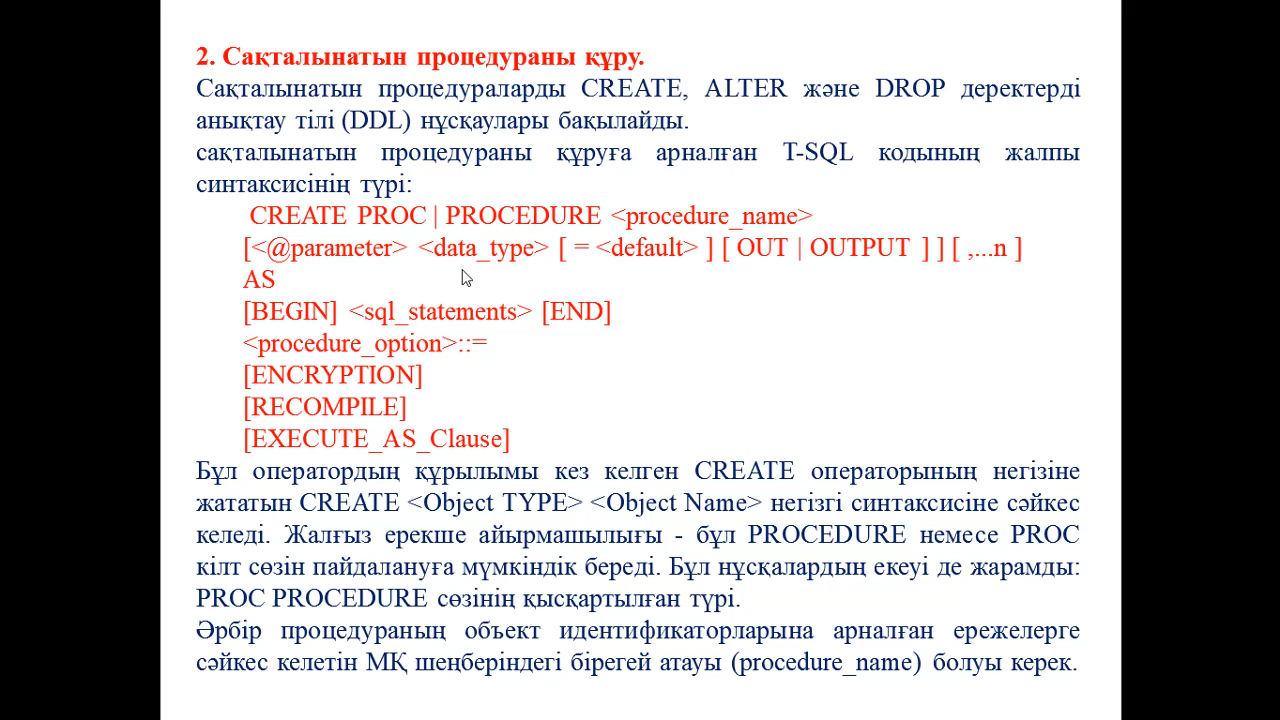 2. Сақталынатын процедураны құру.
Сақталынатын процедураларды CREATE, ALTER және DROP деректерді
анықтау тілі (DDL) нұсқаулары бақылайды.
сақталынатын процедураны құруға арналған T-SQL кодының жалпы
синтаксисінің түрі:
CREATE PROC | PROCEDURE <procedure_name>
[<@parameter> <data_type> [ = <default> ] [ OUT | OUTPUT ] ] [ ,...n ]
AS
[BEGIN] <sql_statements> [END]
<procedure_option>::=
[ENCRYPTION]
[RECOMPILE]
[EXECUTE_AS_Clause]
Бұл оператордың құрылымы кез келген CREATE операторының негізіне
жататын CREATE <Object TYPE> <Object Name> негізгі синтаксисіне сәйкес
келеді. Жалғыз ерекше айырмашылығы - бұл PROCEDURE немесе PROC
кілт сөзін пайдалануға мүмкіндік береді. Бұл нұсқалардың екеуі де жарамды:
PROC PROCEDURE сөзінің қысқартылған түрі.
Әрбір процедураның объект идентификаторларына арналған ережелерге
сәйкес келетін МҚ шеңберіндегі бірегей атауы (procedure_name) болуы керек.